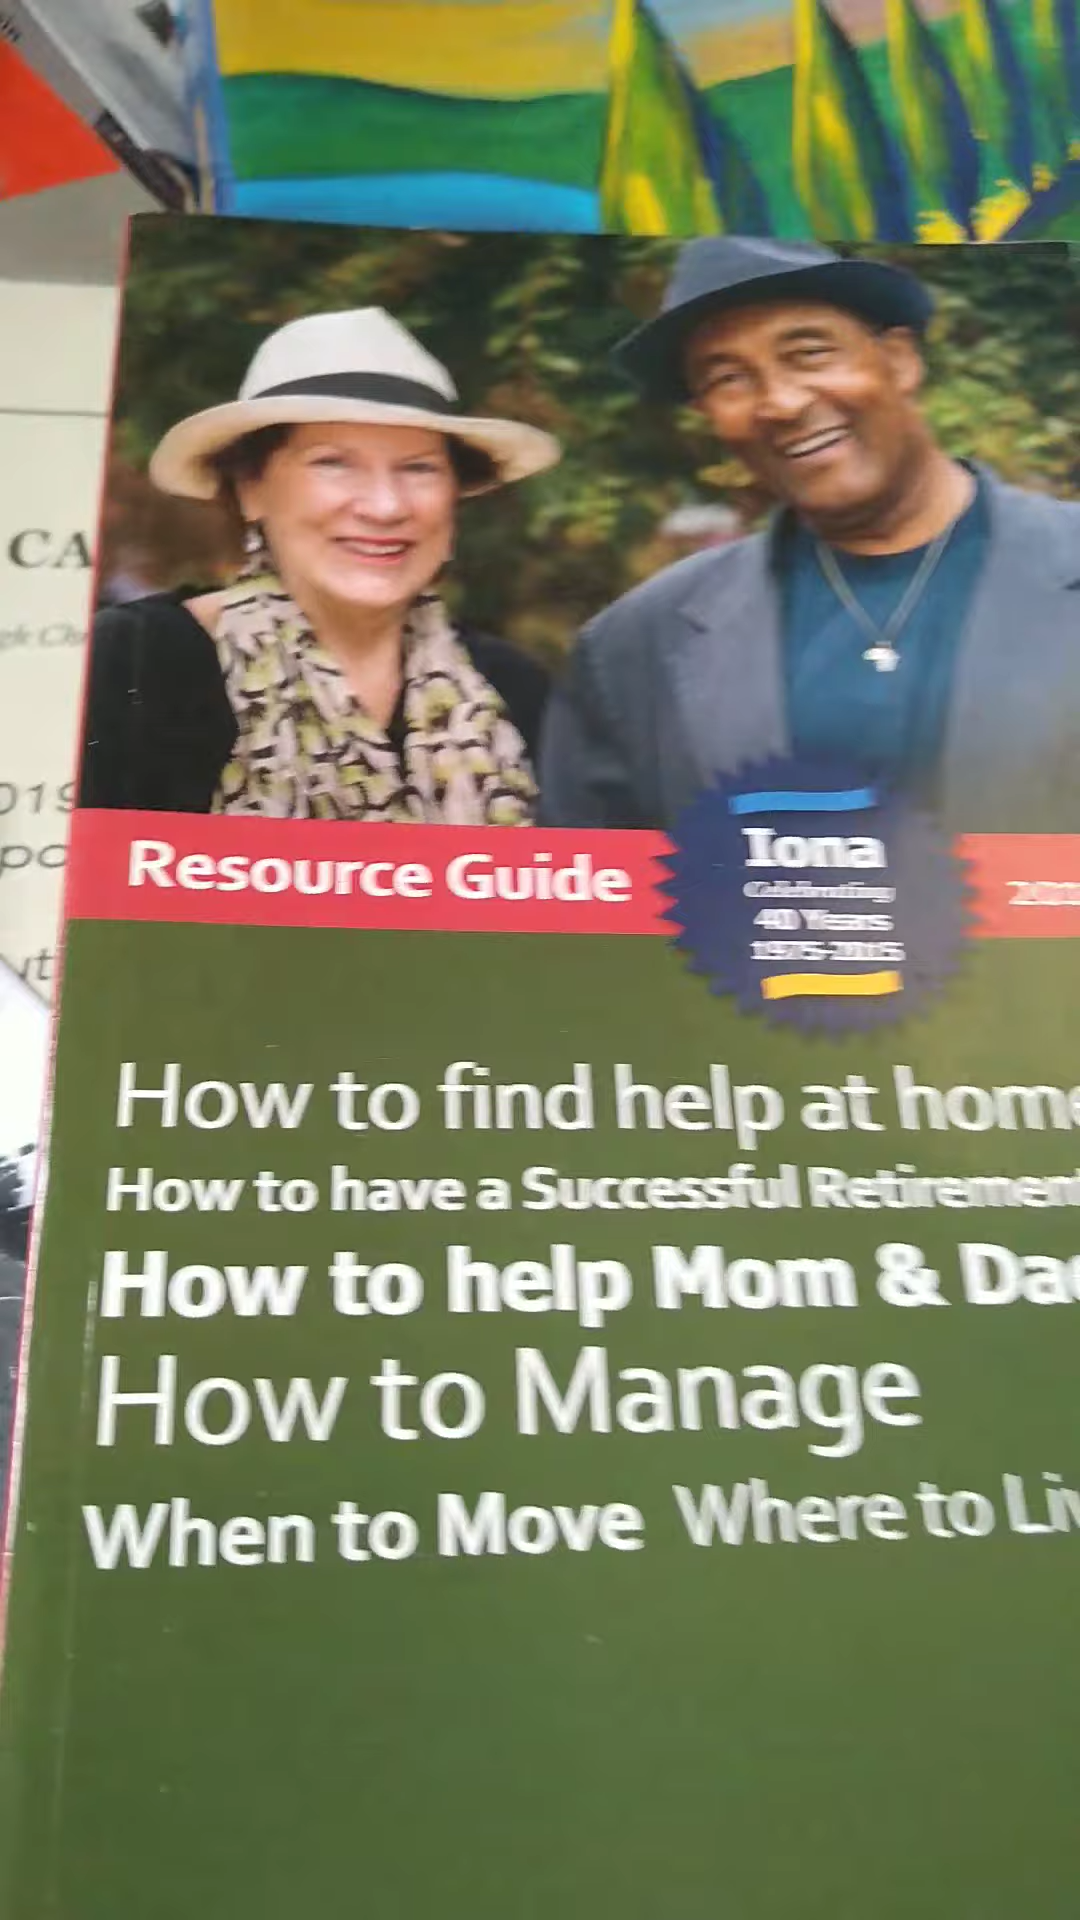 CA
019
po
Resource Guide
Iona
Celebrating
40 Years
1975-2015
How to find help at home
How to have a Successful Retirement
How to help Mom & Dad
How to Manage
When to Move Where to Liv